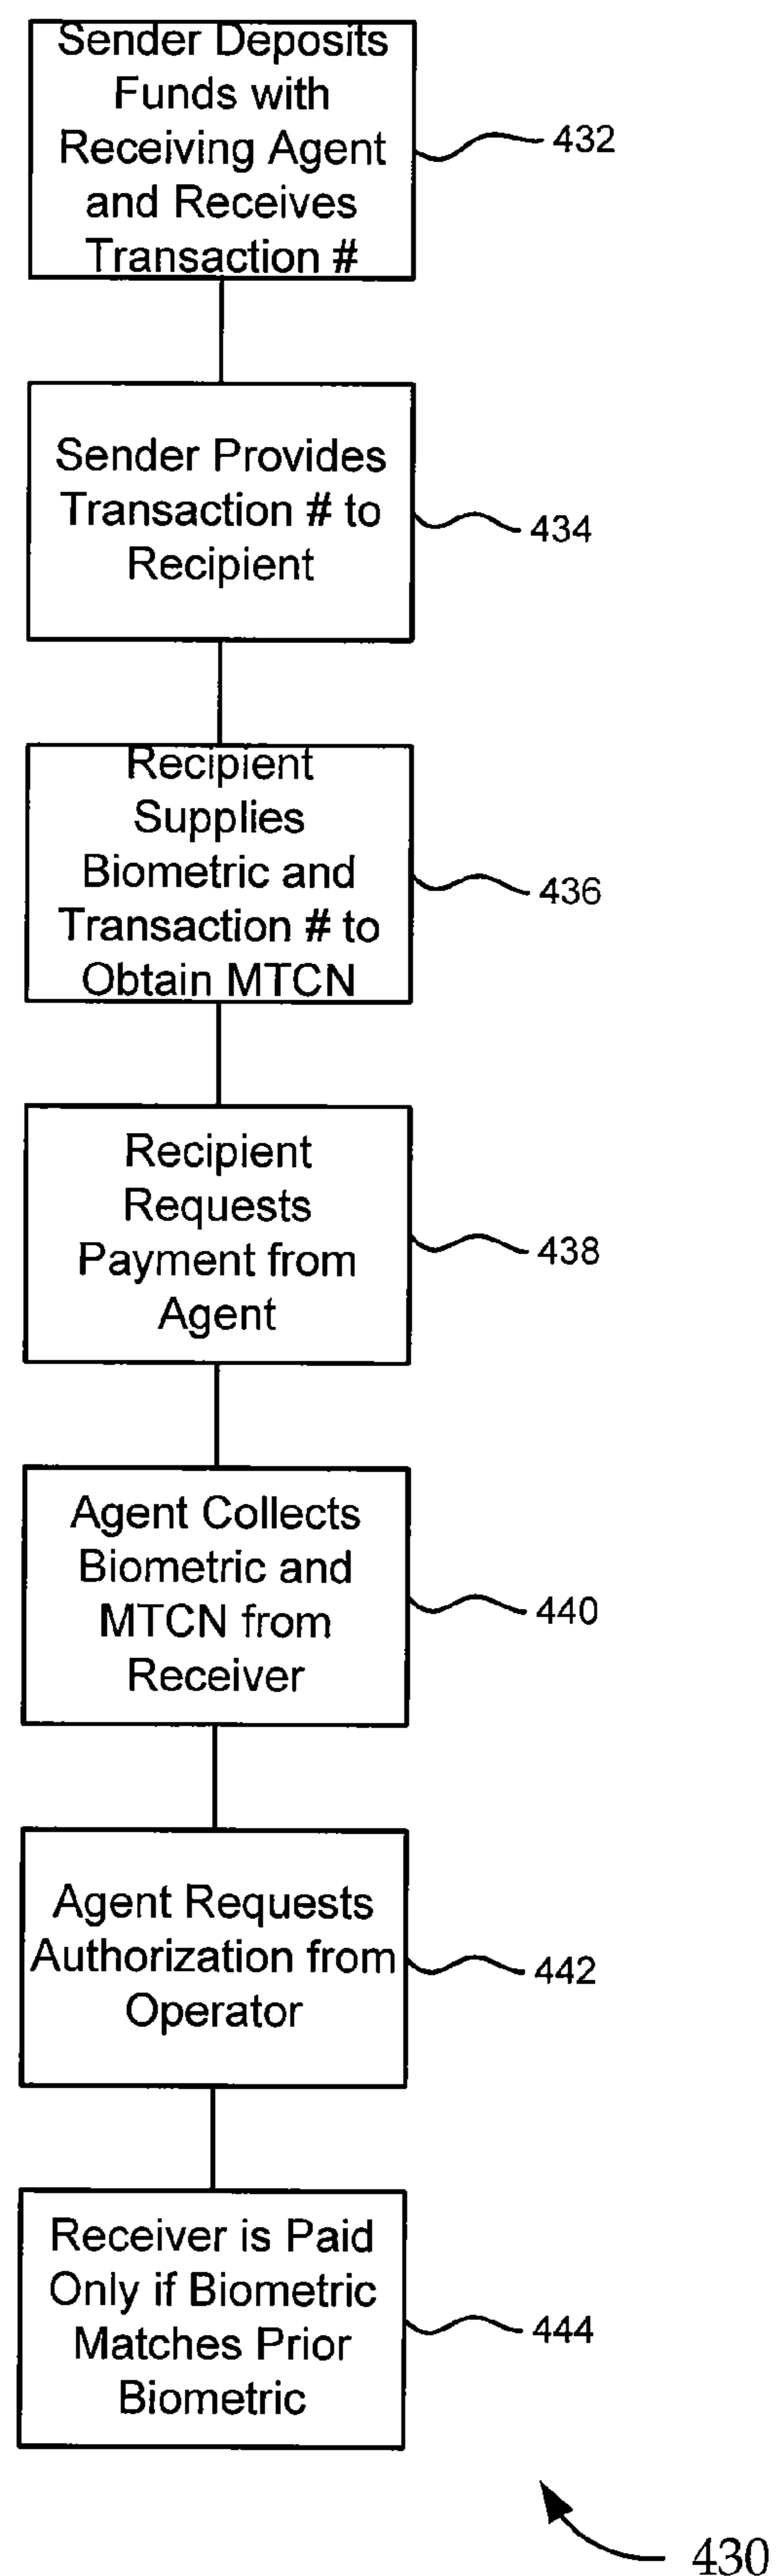 Sender Deposits
Funds with
Receiving Agent
and Receives
Transaction #
432
Sender Provides
Transaction # to
Recipient
434
Recipient
Supplies
Biometric and
Transaction # to
Obtain MTCN
436
Recipient
Requests
Payment from
Agent
438
Agent Collects
Biometric and
MTCN from
Receiver
440
Agent Requests
Authorization from
Operator
442
Receiver is Paid
Only if Biometric
Matches Prior
Biometric
444
430